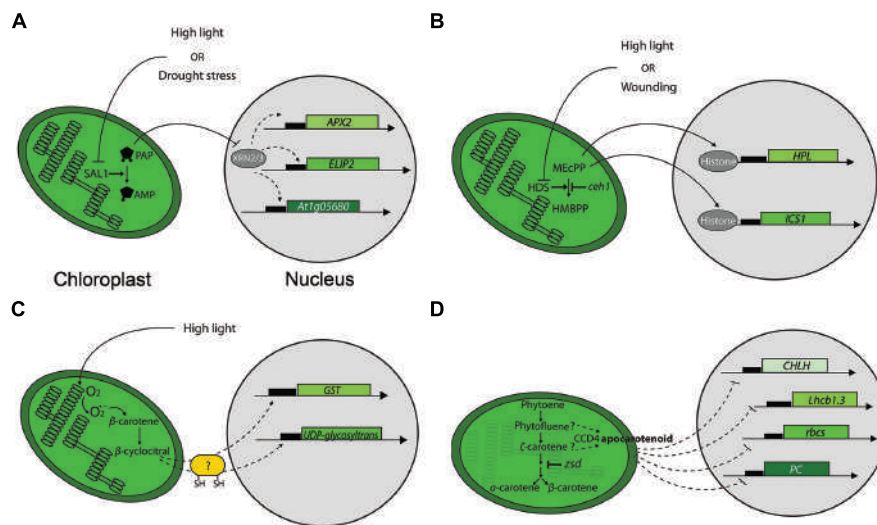 A
High light
OR
Drought stress
PAP
SAL1
AMP
APX2
XRN2/3
ELIP2
At1g05680
Chloroplast
Nucleus
B
High light
OR
Wounding
MEcPP
HDS
ceh1
HMBPP
Histone
HPL
Histone
ICS1
C
High light
O2
O2-
β-carotene
β-cyclocitral
?
SH SH
GST
UDP-glycosyltrans
D
Phytoene
Phytofluene?
CCD4 apocarotenoid
ζ-carotene ?
zsd
α-carotene β-carotene
CHLH
Lhcb1.3
rbcs
PC